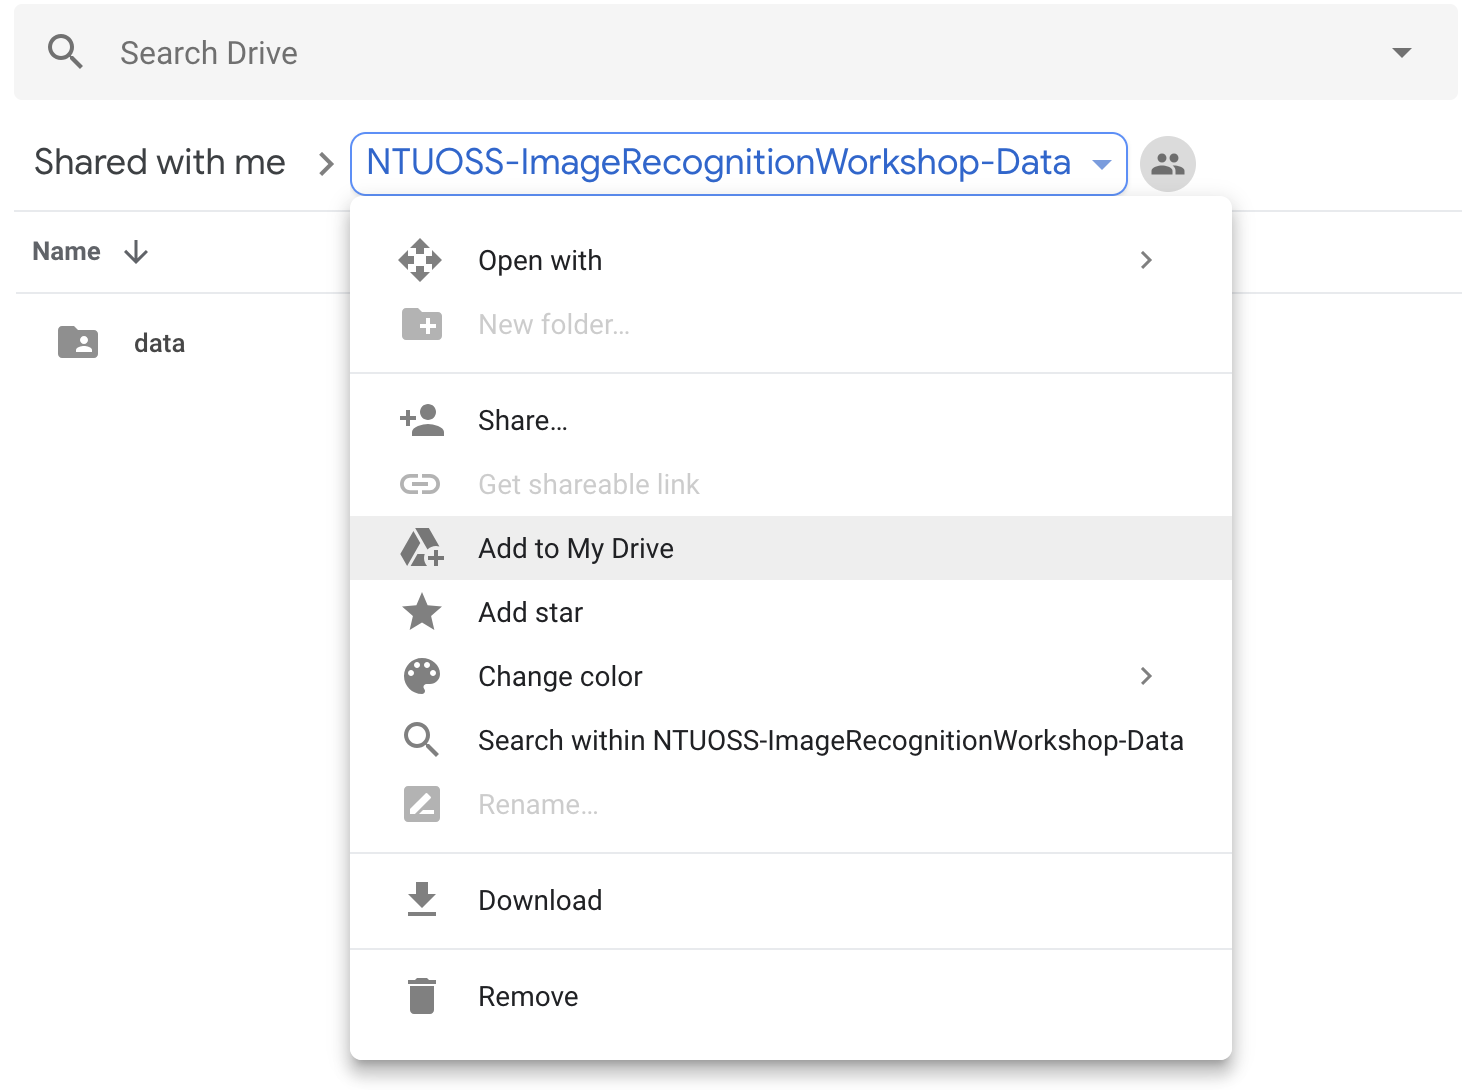 Search Drive
Shared with me > NTUOSS-ImageRecognitionWorkshop-Data
Name
data
Open with
New folder...
Share...
Get shareable link
Add to My Drive
Add star
Change color
Search within NTUOSS-ImageRecognitionWorkshop-Data
Rename...
Download
Remove